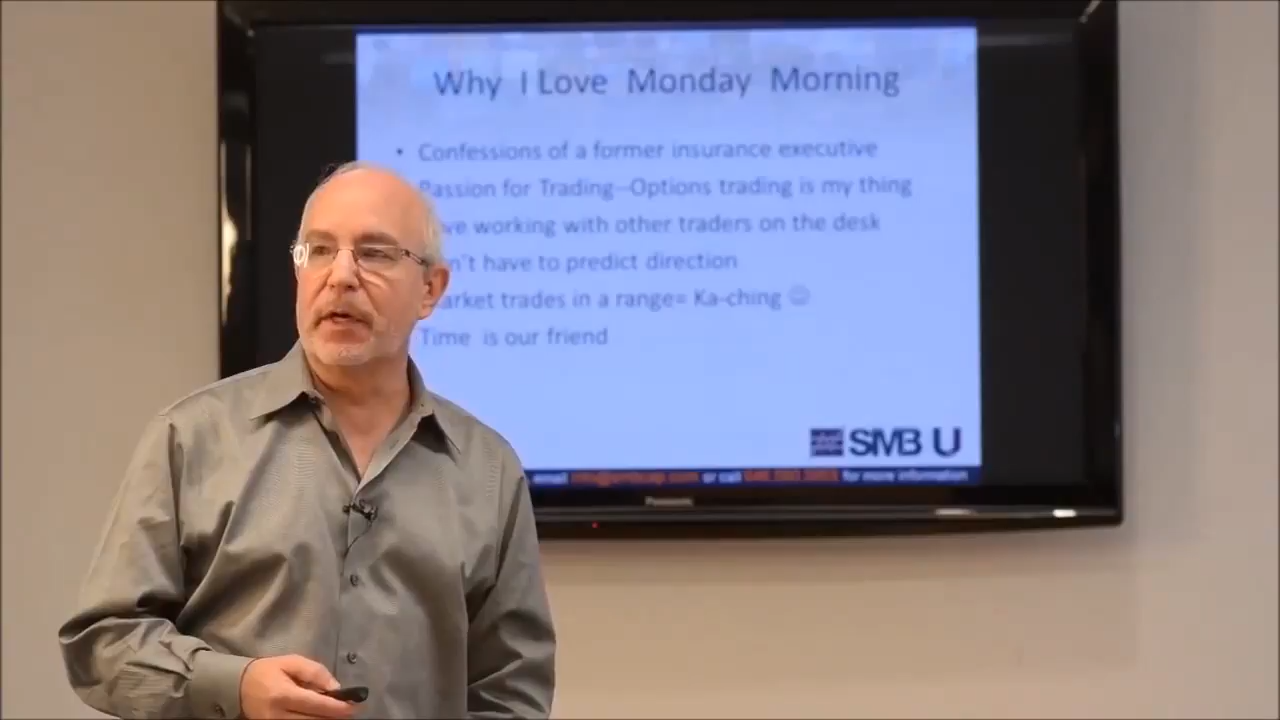 Why I Love Monday Morning
• Confessions of a former insurance executive
Passion for Trading--Options trading is my thing
working with other traders on the desk
have to predict direction
trades in a range= Ka-ching ☺
Time is our friend
SMB U
email or call for more information
Panasonic